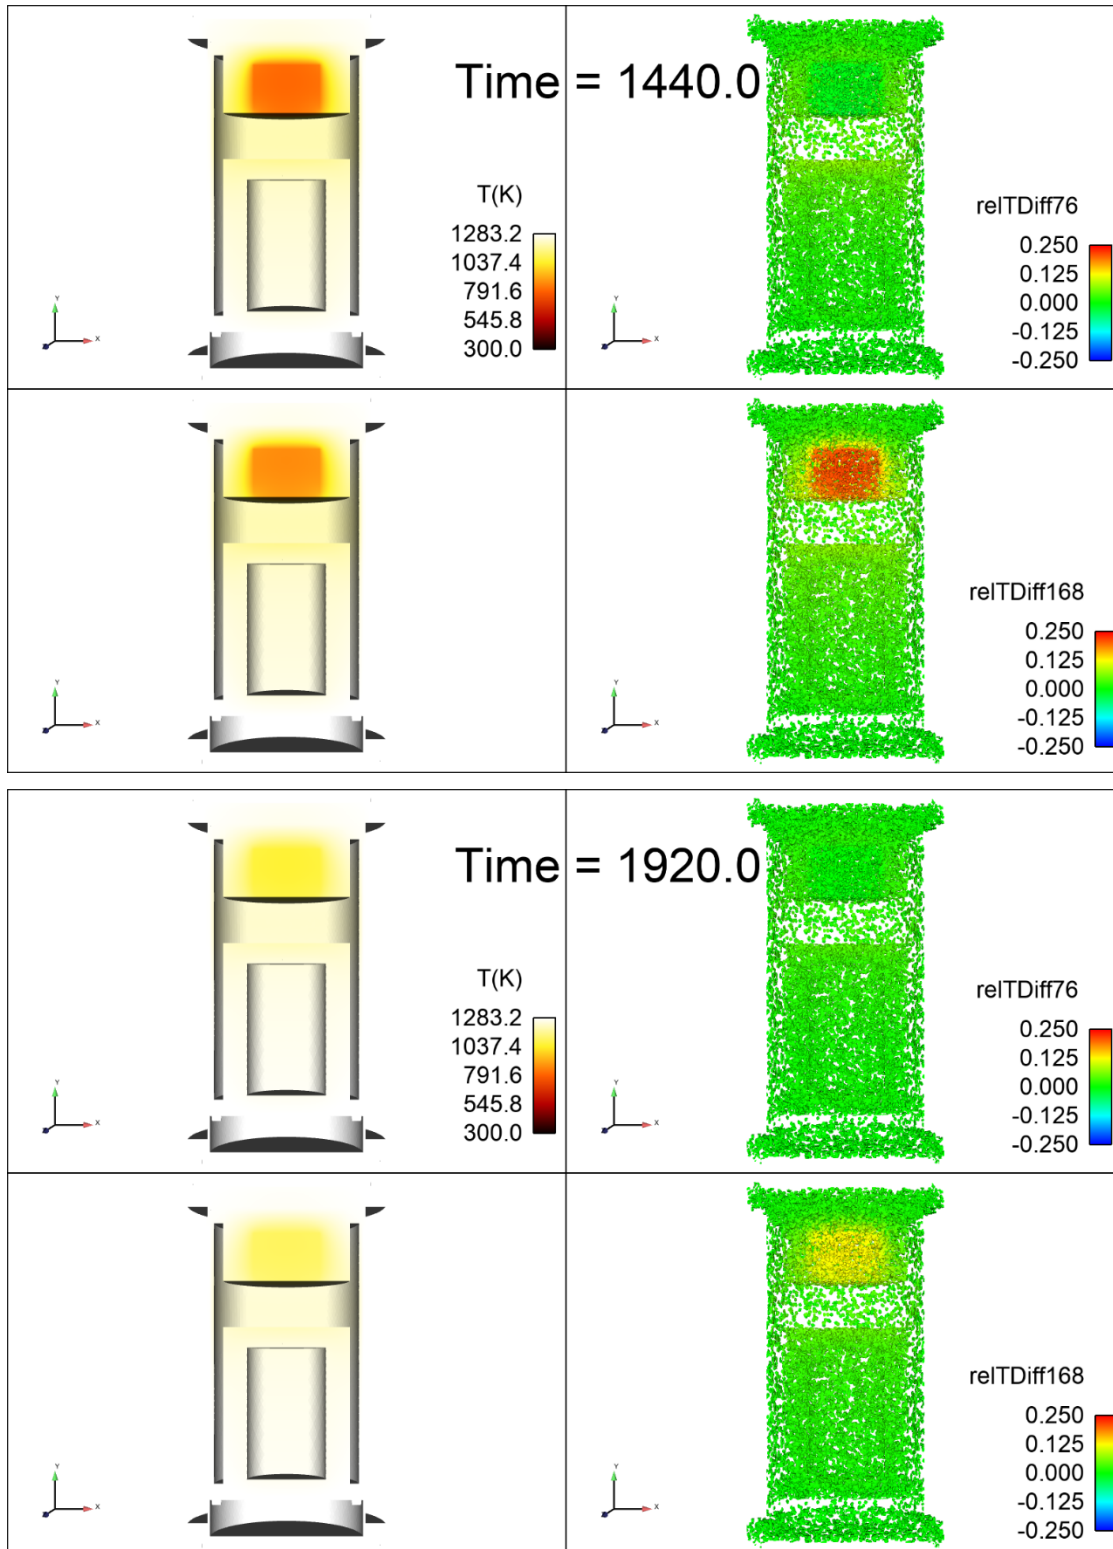 Time = 1440.0
T(K)
1283.2
1037.4
791.6
545.8
300.0
Y
X
relTDiff76
0.250
0.125
0.000
-0.125
-0.250
Y
X
Y
X
Y
X
relTDiff168
0.250
0.125
0.000
-0.125
-0.250
Time = 1920.0
T(K)
1283.2
1037.4
791.6
545.8
300.0
Y
X
relTDiff76
0.250
0.125
0.000
-0.125
-0.250
Y
X
Y
X
Y
X
relTDiff168
0.250
0.125
0.000
-0.125
-0.250